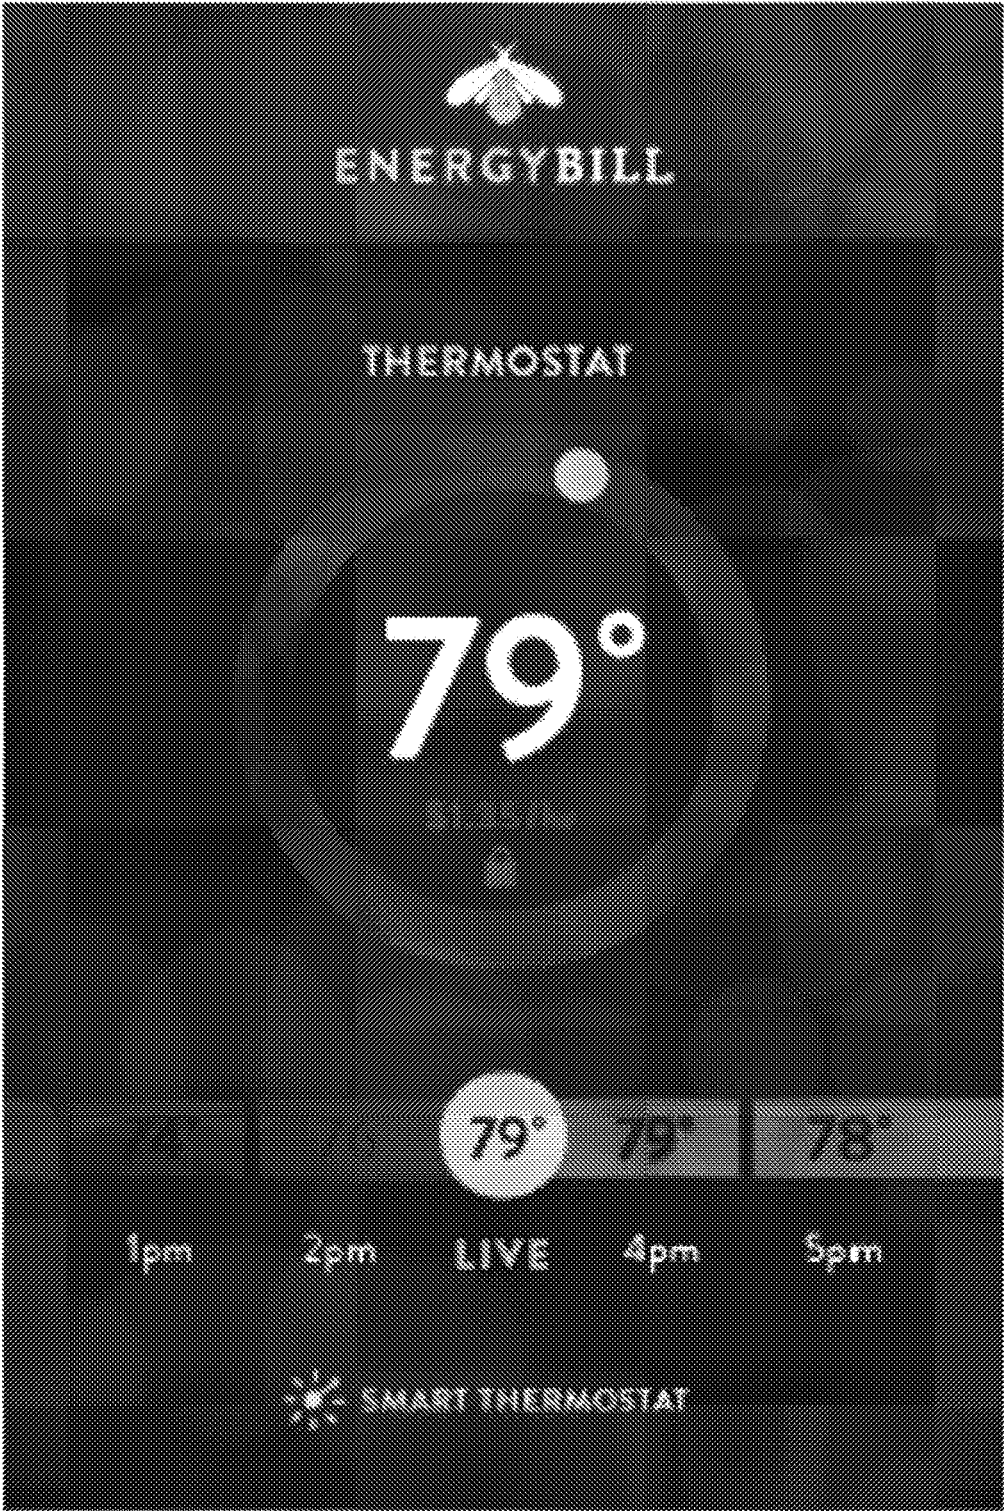 ENERGYBILL
THERMOSTAT
79°
79° 79° 78°
1pm 2pm LIVE 4pm 5pm
SMART THERMOSTAT